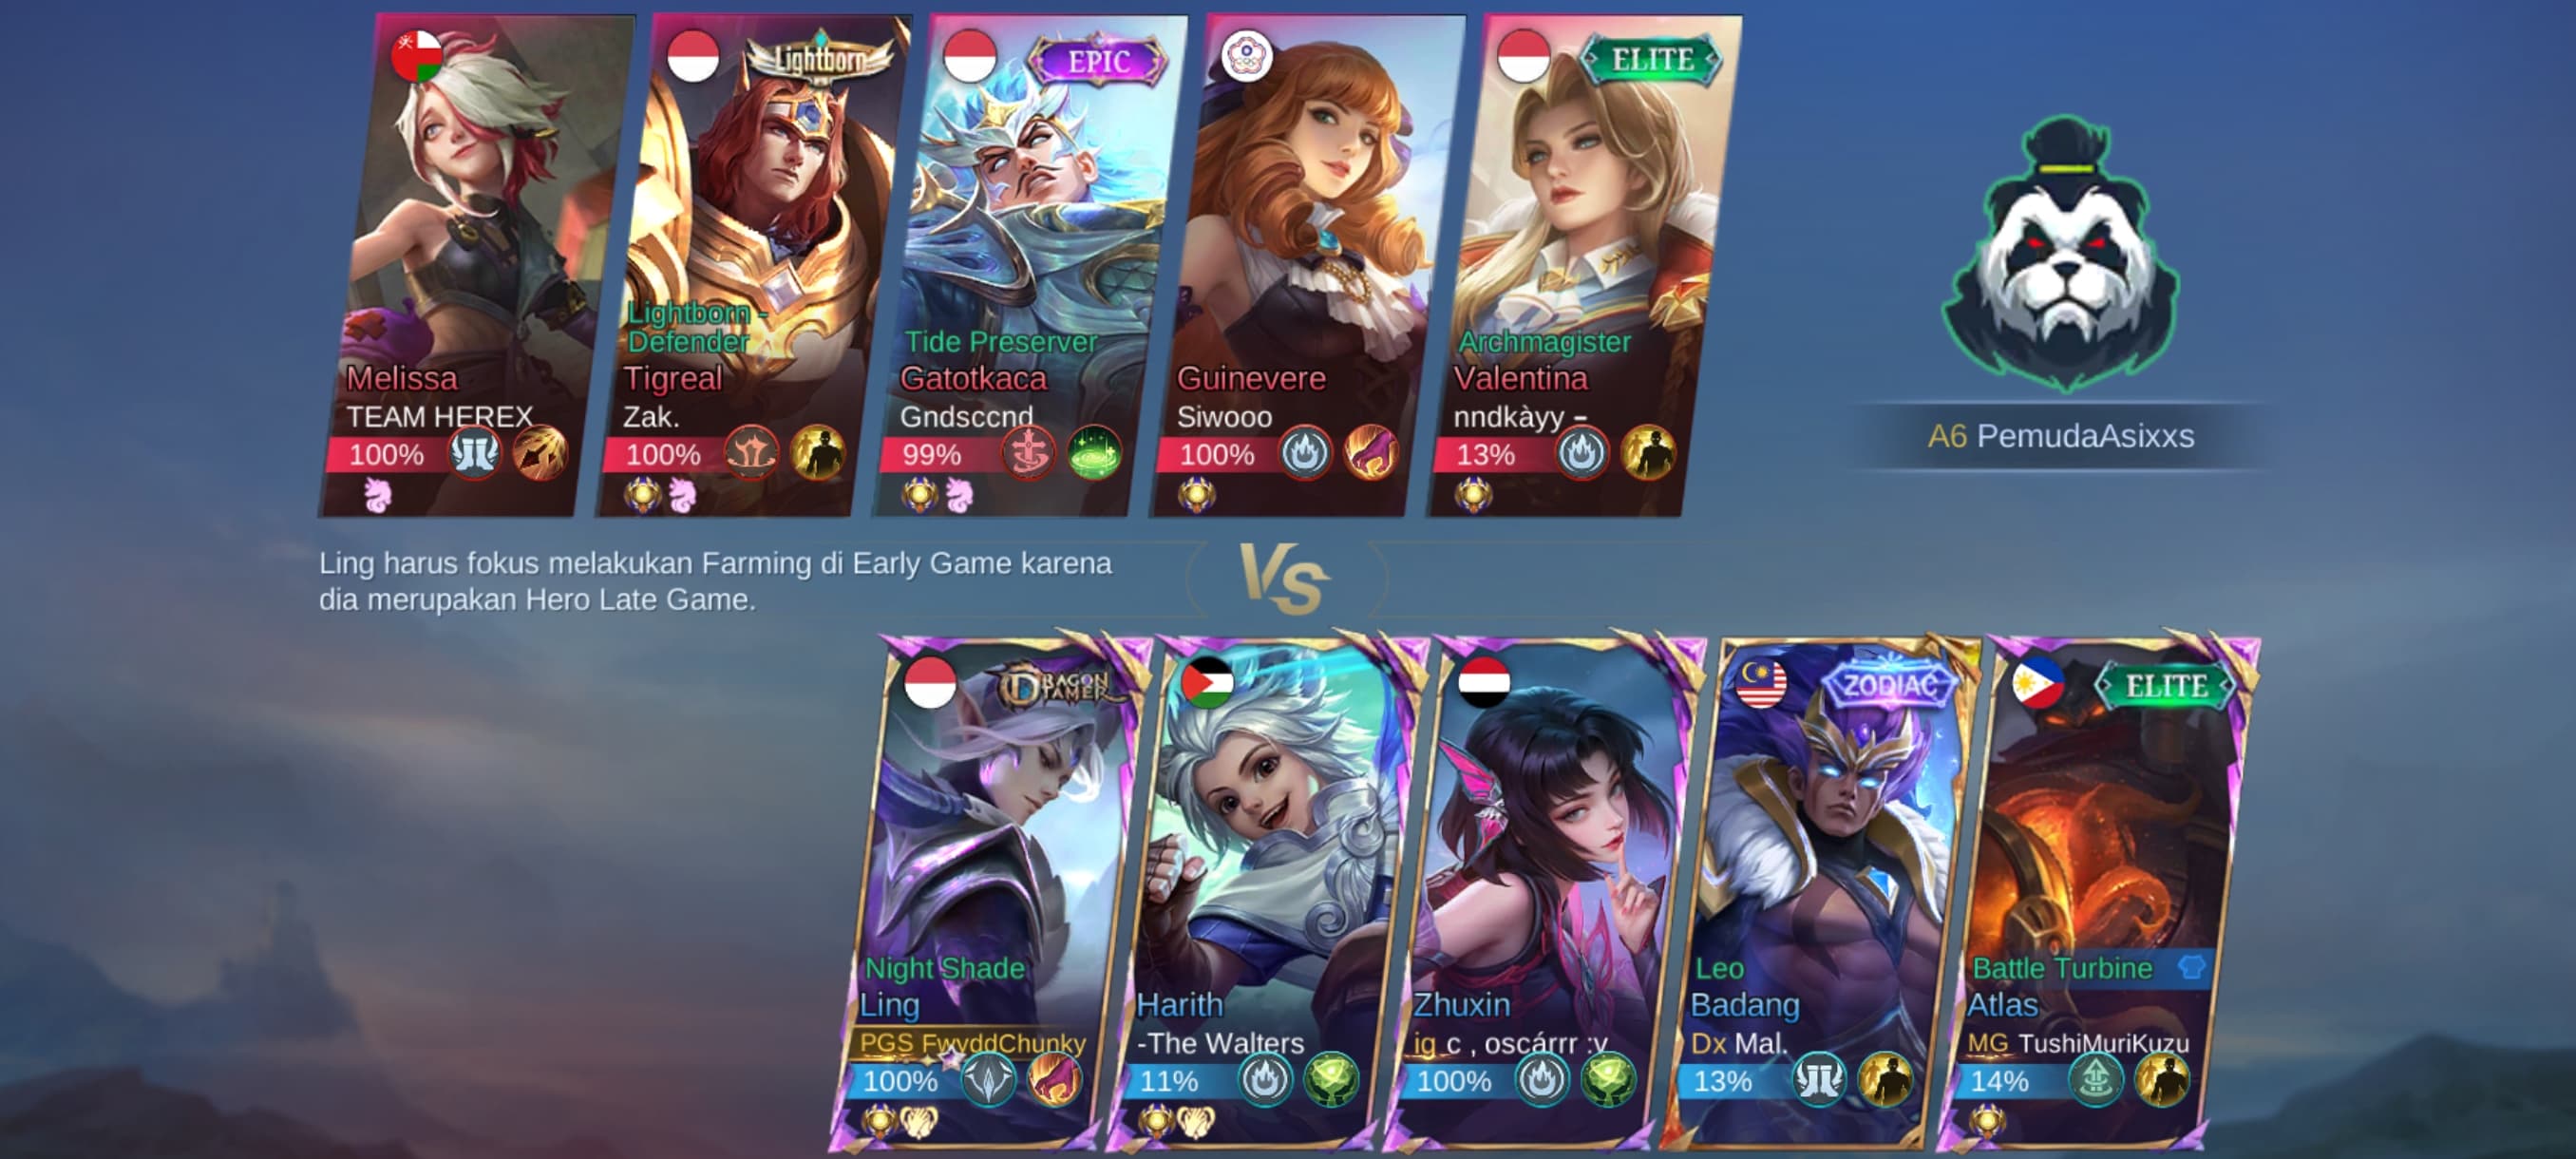 Lightborn
EPIC
ELITE
Lightborn -
Defender
Tide Preserver
Archmagister
Melissa
Tigreal
Gatotkaca
Guinevere
Valentina
TEAM HEREX
Zak.
Gndsccnd
Siwooo
nndkàyy -
100%
100%
99%
100%
13%
A6 PemudaAsixxs
Ling harus fokus melakukan Farming di Early Game karena
dia merupakan Hero Late Game.
VS
DRAGON
TAMER
ZODIAC
ELITE
Night Shade
Leo
Battle Turbine
Ling
Harith
Zhuxin
Badang
Atlas
PGS FwyddChunky
-The Walters
ig c , oscárrr :v
Dx Mal.
MG TushiMuriKuzu
100%
11%
100%
13%
14%